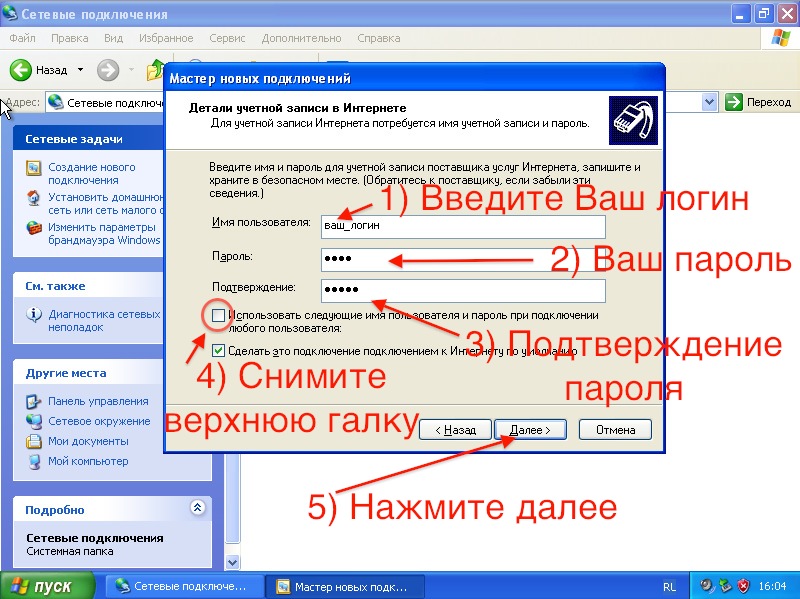 Сетевые подключения
Файл Правка Вид Избранное Сервис Дополнительно Справка
Назад
Адрес: Сетевые подключе
Переход
Мастер новых подключений
Детали учетной записи в Интернете
Для учетной записи Интернета потребуется имя учетной записи и пароль.
Введите имя и пароль для учетной записи поставщика услуг Интернета, запишите и
храните в безопасном месте. (Обратитесь к поставщику, если забыли эти
сведения.)
1) Введите Ваш логин
Имя пользователя: ваш_логин
Пароль: ••••
2) Ваш пароль
Подтверждение: •••••
Использовать следующие имя пользователя и пароль при подключении
любого пользователя:
3) Подтверждение
пароля
Сделать это подключение подключением к Интернету по умолчанию
4) Снимите
верхнюю галку
< Назад Далее > Отмена
5) Нажмите далее
Сетевые задачи
Создание нового
подключения
Установить домашнюю
сеть или сеть малого о
Изменить параметры
брандмауэра Windows
См. также
Диагностика сетевых
неполадок
Другие места
Панель управления
Сетевое окружение
Мои документы
Мой компьютер
Подробно
Сетевые подключения
Системная папка
пуск
Сетевые подключе...
Мастер новых подк...
RL
16:04